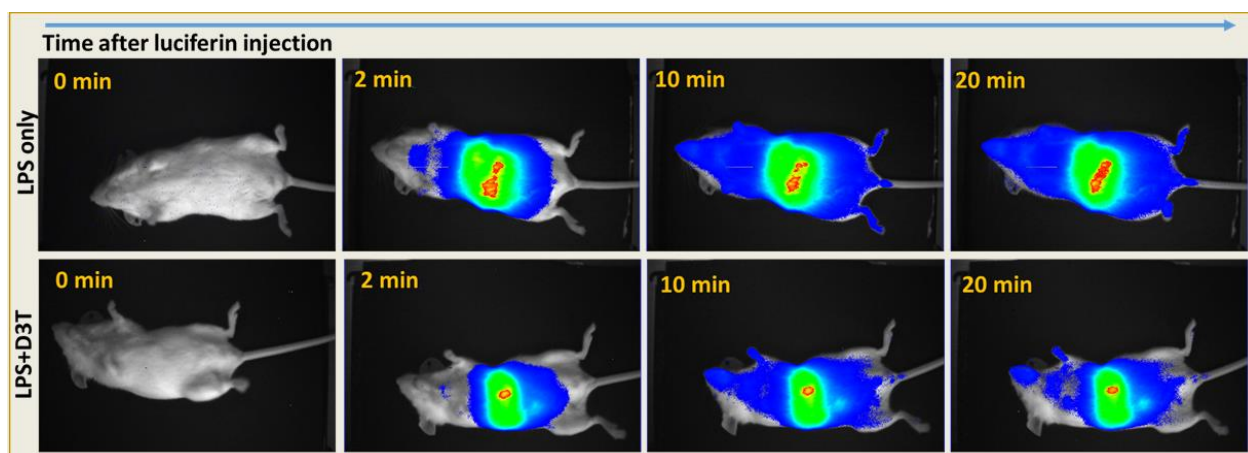 Time after luciferin injection
LPS only
0 min
2 min
10 min
20 min
LPS+D3T
0 min
2 min
10 min
20 min